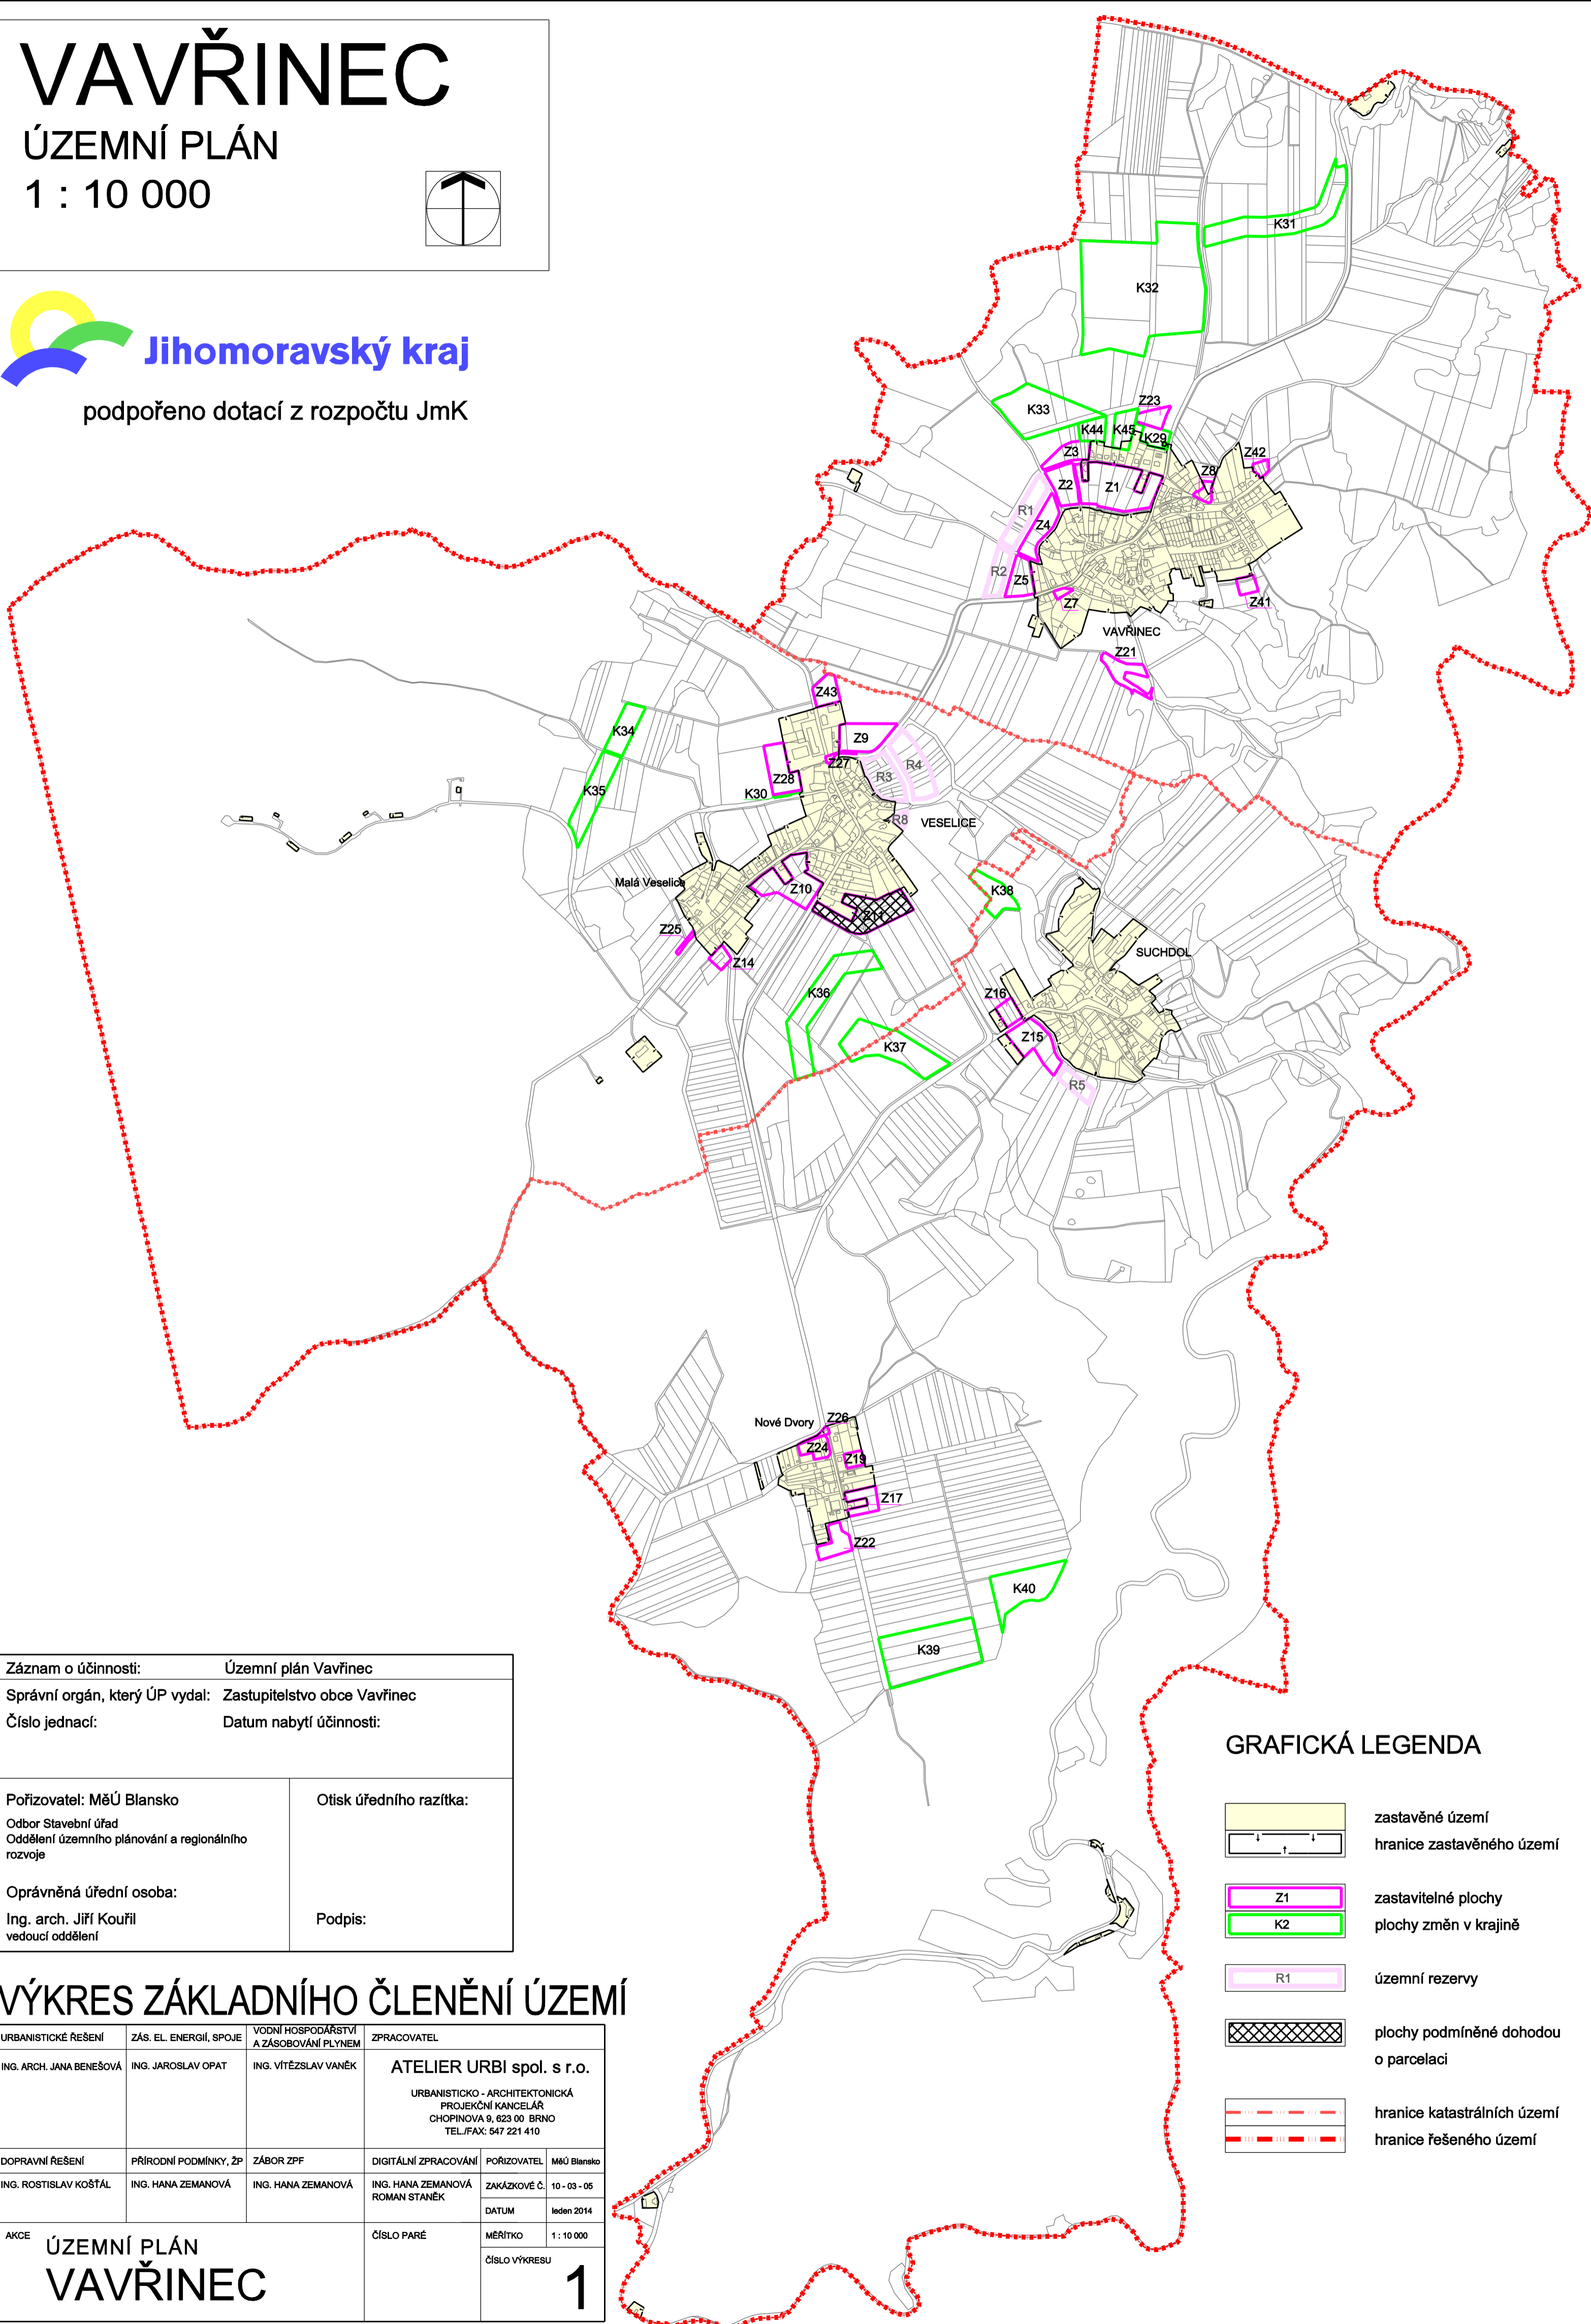 VAVŘINEC
ÚZEMNÍ PLÁN
1 : 10 000
Jihomoravský kraj
podpořeno dotací z rozpočtu JmK
K31
K32
K33
Z23
K44
K45
K29
Z3
Z42
Z8
Z2
Z1
R1
Z4
R2
Z5
Z7
Z41
VAVŘINEC
Z21
Z43
K34
Z9
Z27
R4
Z28
R3
K35
K30
R8
VESELICE
Malá Veselice
Z10
K38
Z11
Z25
SUCHDOL
Z14
K36
Z16
Z15
K37
R5
Nové Dvory
Z26
Z24
Z19
Z17
Z22
K40
K39
Záznam o účinnosti: Územní plán Vavřinec
Správní orgán, který ÚP vydal: Zastupitelstvo obce Vavřinec
Číslo jednací: Datum nabytí účinnosti:
Pořizovatel: MěÚ Blansko
Odbor Stavební úřad
Oddělení územního plánování a regionálního
rozvoje
Oprávněná úřední osoba:
Ing. arch. Jiří Kouřil
vedoucí oddělení
Otisk úředního razítka:
Podpis:
GRAFICKÁ LEGENDA
zastavěné území
hranice zastavěného území
Z1 zastavitelné plochy
K2 plochy změn v krajině
R1 územní rezervy
plochy podmíněné dohodou
o parcelaci
hranice katastrálních území
hranice řešeného území
VÝKRES ZÁKLADNÍHO ČLENĚNÍ ÚZEMÍ
URBANISTICKÉ ŘEŠENÍ
ING. ARCH. JANA BENEŠOVÁ
ZÁS. EL. ENERGIÍ, SPOJE
ING. JAROSLAV OPAT
VODNÍ HOSPODÁŘSTVÍ
A ZÁSOBOVÁNÍ PLYNEM
ING. VÍTĚZSLAV VANĚK
ZPRACOVATEL
ATELIER URBI spol. s r.o.
URBANISTICKO - ARCHITEKTONICKÁ
PROJEKČNÍ KANCELÁŘ
CHOPINOVA 9, 623 00 BRNO
TEL./FAX: 547 221 410
DOPRAVNÍ ŘEŠENÍ
ING. ROSTISLAV KOŠŤÁL
PŘÍRODNÍ PODMÍNKY, ŽP
ING. HANA ZEMANOVÁ
ZÁBOR ZPF
ING. HANA ZEMANOVÁ
DIGITÁLNÍ ZPRACOVÁNÍ
ING. HANA ZEMANOVÁ
ROMAN STANĚK
POŘIZOVATEL MěÚ Blansko
ZAKÁZKOVÉ Č. 10 - 03 - 05
DATUM leden 2014
MĚŘÍTKO 1 : 10 000
AKCE
ÚZEMNÍ PLÁN
VAVŘINEC
ČÍSLO PARÉ
ČÍSLO VÝKRESU
1